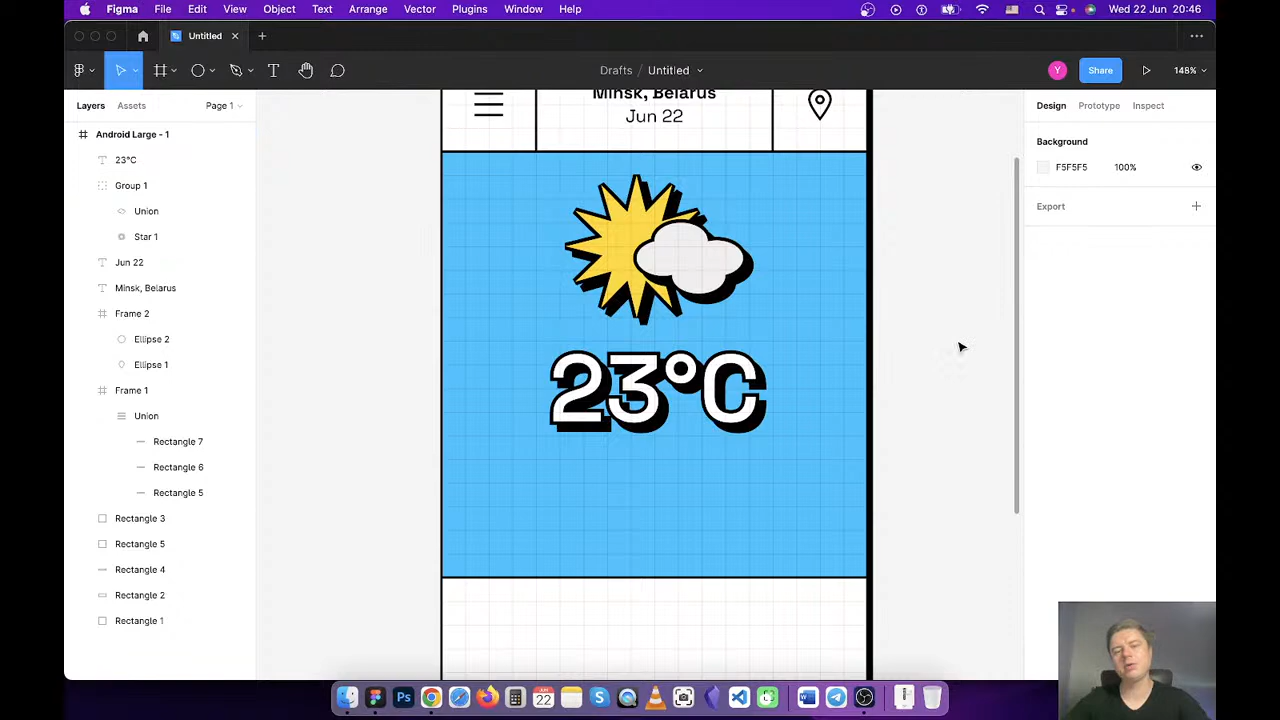 Figma File Edit View Object Text Arrange Vector Plugins Window Help Wed 22 Jun 20:46
Untitled
Drafts / Untitled
Y Share 148%
Layers Assets Page 1
Design Prototype Inspect
Android Large - 1
23°C
Group 1
Union
Star 1
Jun 22
Minsk, Belarus
Frame 2
Ellipse 2
Ellipse 1
Frame 1
Union
Rectangle 7
Rectangle 6
Rectangle 5
Rectangle 3
Rectangle 5
Rectangle 4
Rectangle 2
Rectangle 1
Minsk, Belarus
Jun 22
23°C
Background
F5F5F5 100%
Export
Ps
JUN
22
S
W